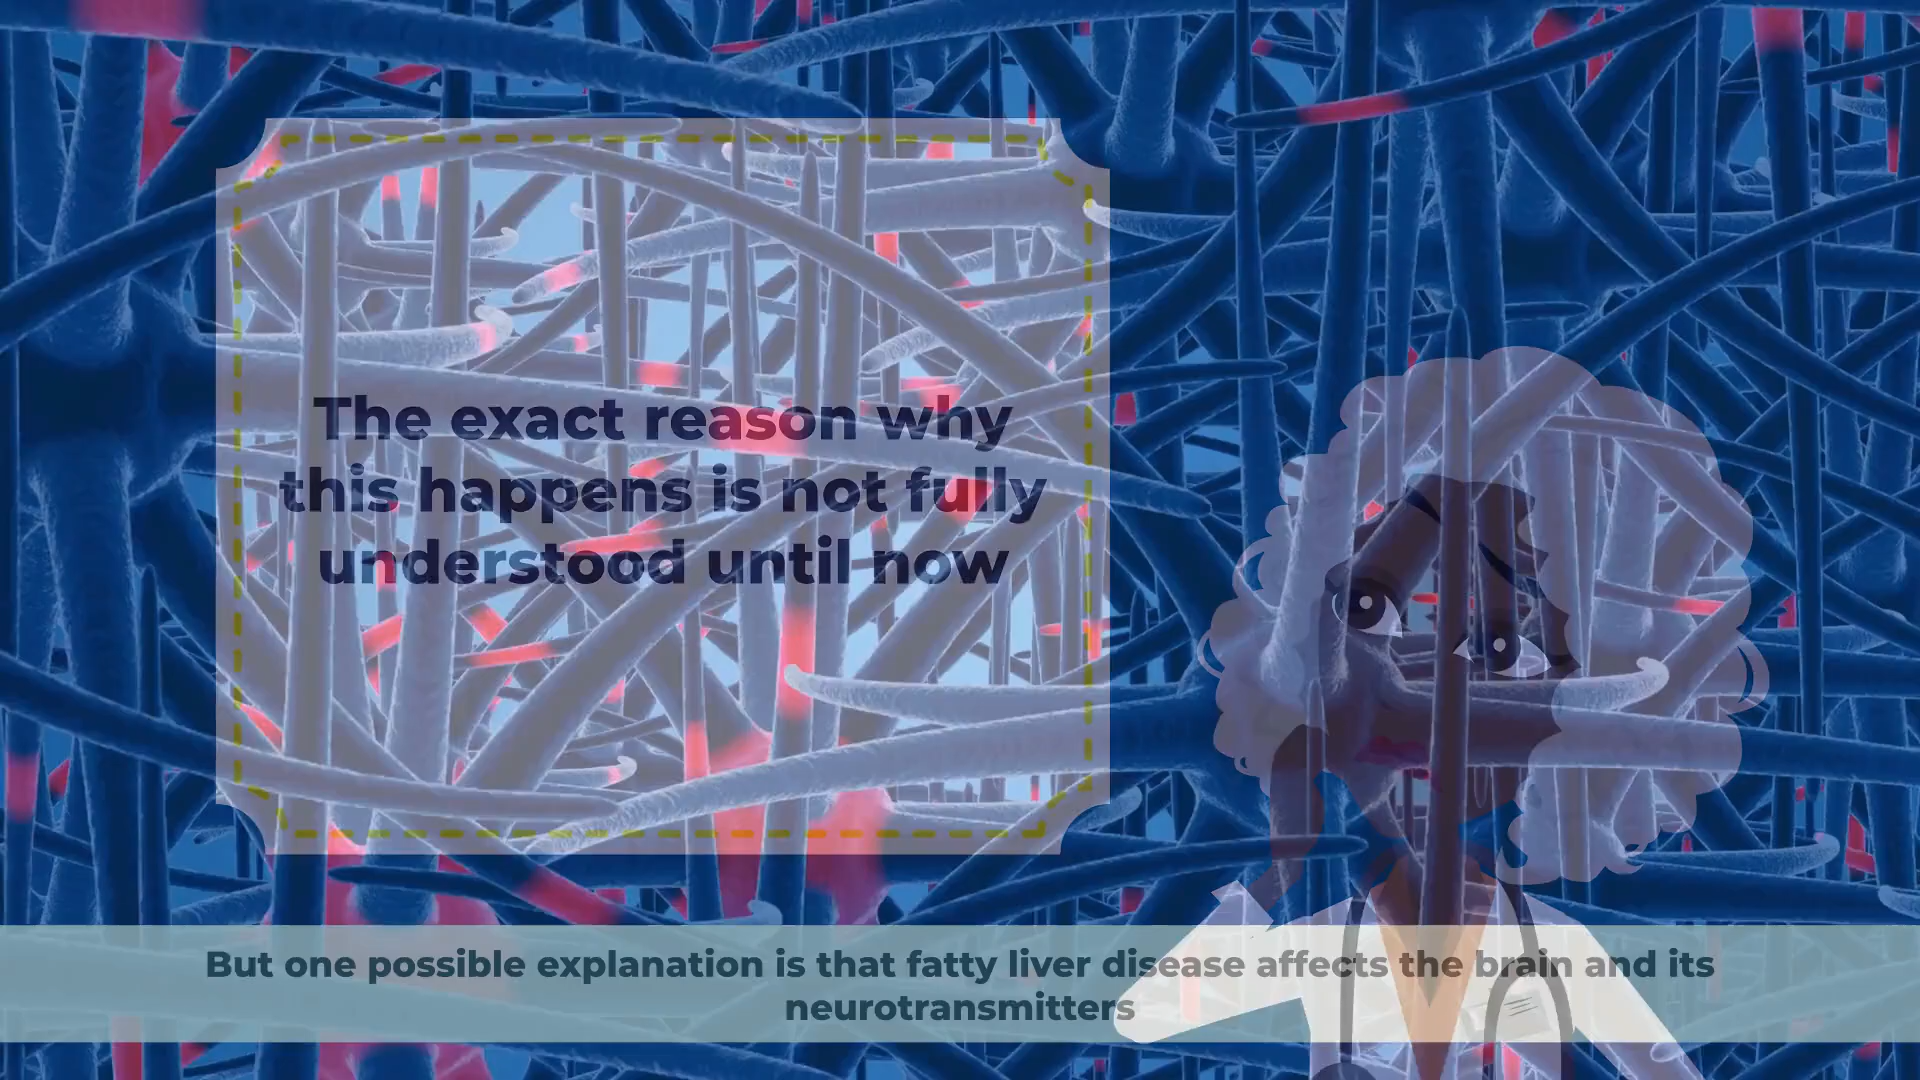 The exact reason why
this happens is not fully
understood until now
But one possible explanation is that fatty liver disease affects the brain and its
neurotransmitters